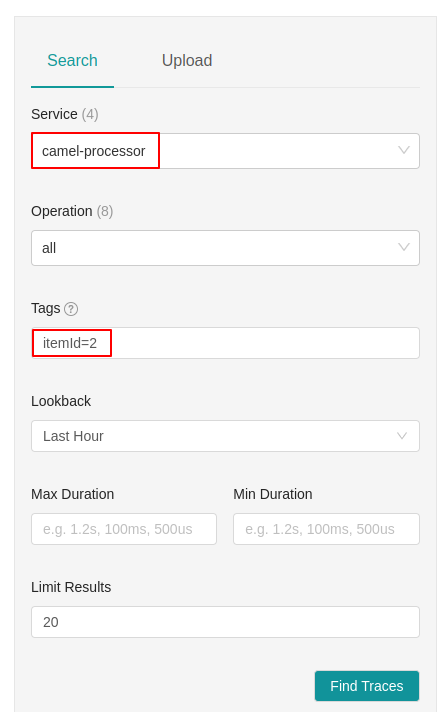 Search Upload
Service (4)
camel-processor
Operation (8)
all
Tags ?
itemId=2
Lookback
Last Hour
Max Duration Min Duration
e.g. 1.2s, 100ms, 500us e.g. 1.2s, 100ms, 500us
Limit Results
20
Find Traces